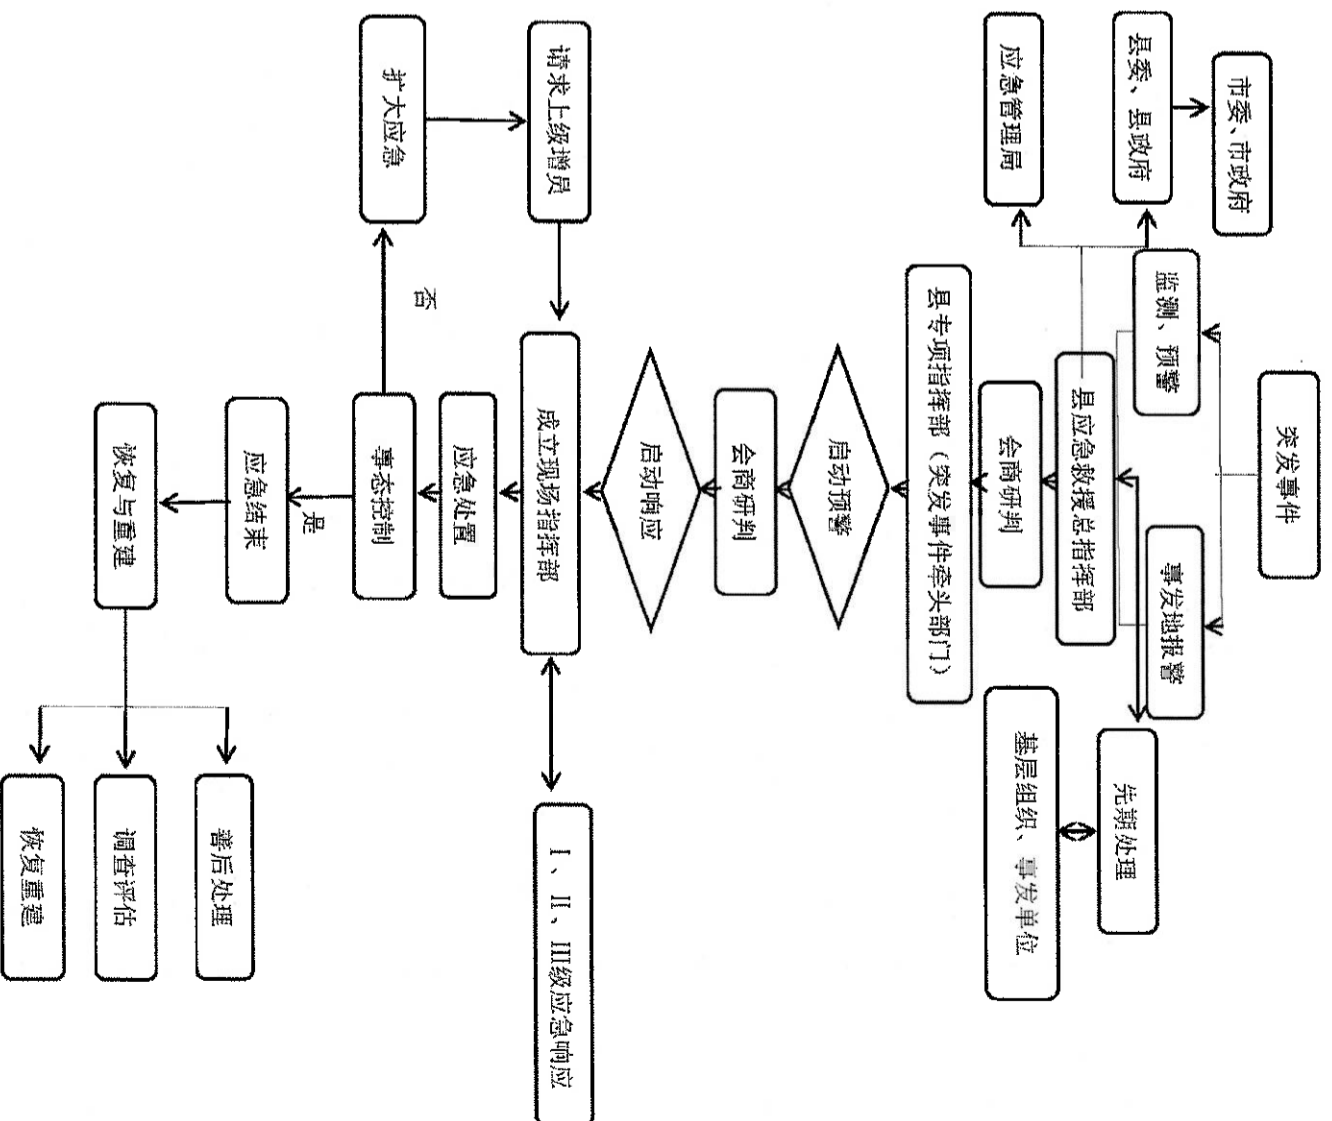 突发事件
监测、预警
事发地报警
市委、市政府
县委、县政府
应急管理局
县应急救援总指挥部
先期处理
基层组织、事发单位
会商研判
县专项指挥部（突发事件牵头部门）
启动预警
会商研判
启动响应
请求上级增员
成立现场指挥部
I、II、III级应急响应
扩大应急
否
应急处置
事态控制
是
应急结束
恢复与重建
善后处理
调查评估
恢复重建